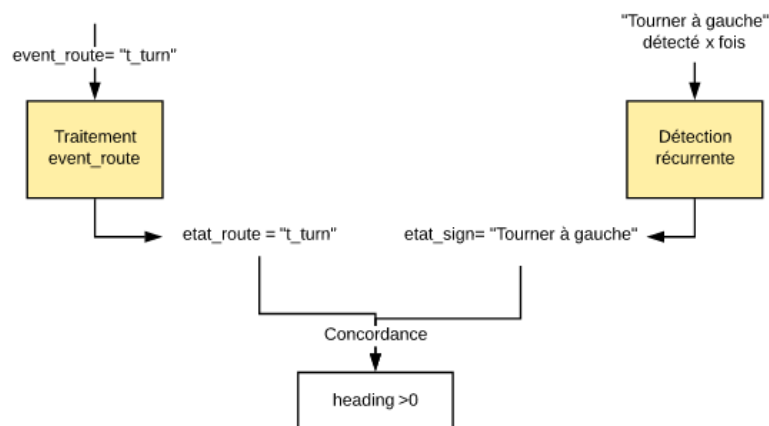 event_route= "t_turn"
"Tourner à gauche"
détecté x fois
Traitement
event_route
Détection
récurrente
etat_route = "t_turn"
etat_sign= "Tourner à gauche"
Concordance
heading >0